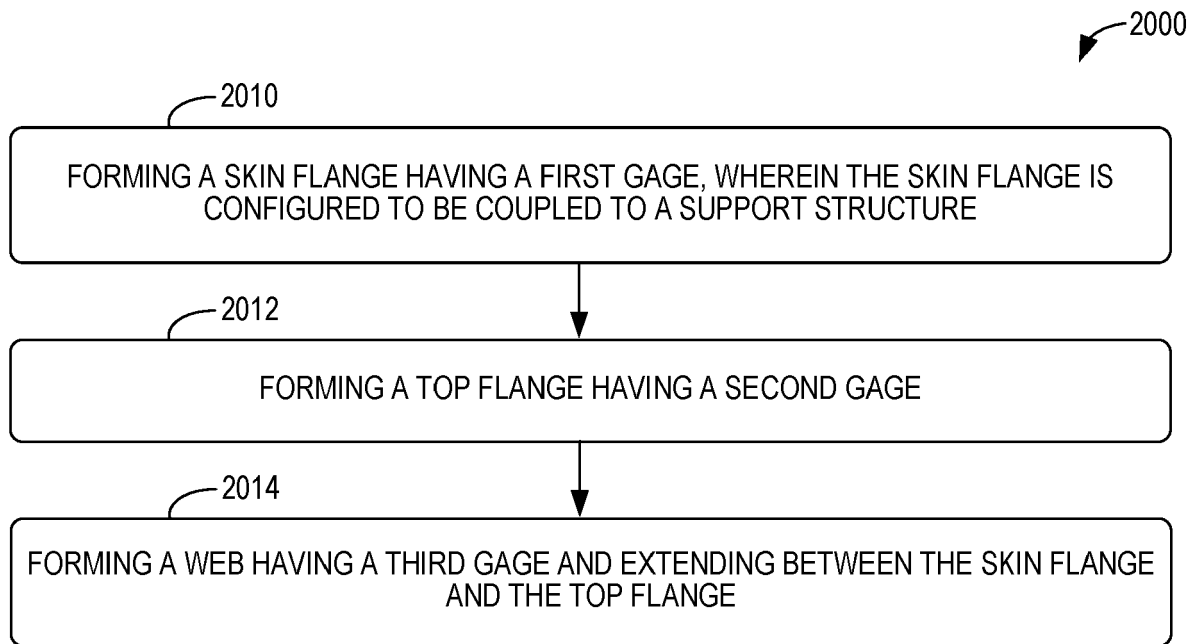 2000
2010
FORMING A SKIN FLANGE HAVING A FIRST GAGE, WHEREIN THE SKIN FLANGE IS
CONFIGURED TO BE COUPLED TO A SUPPORT STRUCTURE
2012
FORMING A TOP FLANGE HAVING A SECOND GAGE
2014
FORMING A WEB HAVING A THIRD GAGE AND EXTENDING BETWEEN THE SKIN FLANGE
AND THE TOP FLANGE